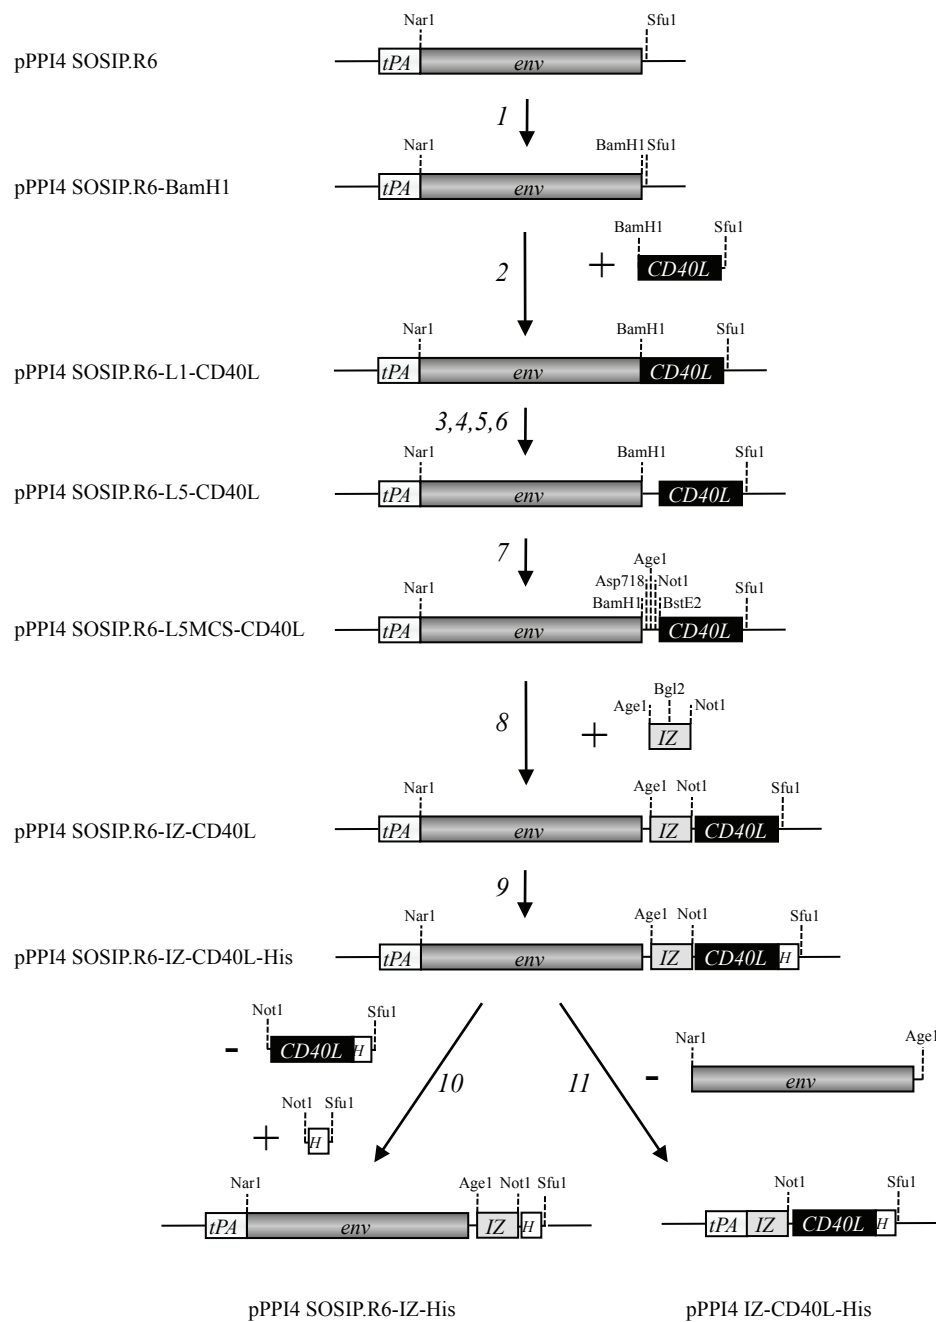 Nar1 Sfu1
pPPI4 SOSIP.R6 tPA env
1
Nar1 BamH1 Sfu1
pPPI4 SOSIP.R6-BamH1 tPA env
BamH1 Sfu1
2 + CD40L
Nar1 BamH1 Sfu1
pPPI4 SOSIP.R6-L1-CD40L tPA env CD40L
3,4,5,6
Nar1 BamH1 Sfu1
pPPI4 SOSIP.R6-L5-CD40L tPA env CD40L
7
Age1
Asp718 Not1 Sfu1
Nar1 BamH1 BstE2
pPPI4 SOSIP.R6-L5MCS-CD40L tPA env CD40L
Bgl2
Age1 Not1
8 + IZ
Nar1 Age1 Not1 Sfu1
pPPI4 SOSIP.R6-IZ-CD40L tPA env IZ CD40L
9
Nar1 Age1 Not1 Sfu1
pPPI4 SOSIP.R6-IZ-CD40L-His tPA env IZ CD40L H
Not1 Sfu1 Nar1 Age1
- CD40L H 10 11 - env
Not1 Sfu1
+ H
Nar1 Age1 Not1 Sfu1 Not1 Sfu1
tPA env IZ H tPA IZ CD40L H
pPPI4 SOSIP.R6-IZ-His pPPI4 IZ-CD40L-His